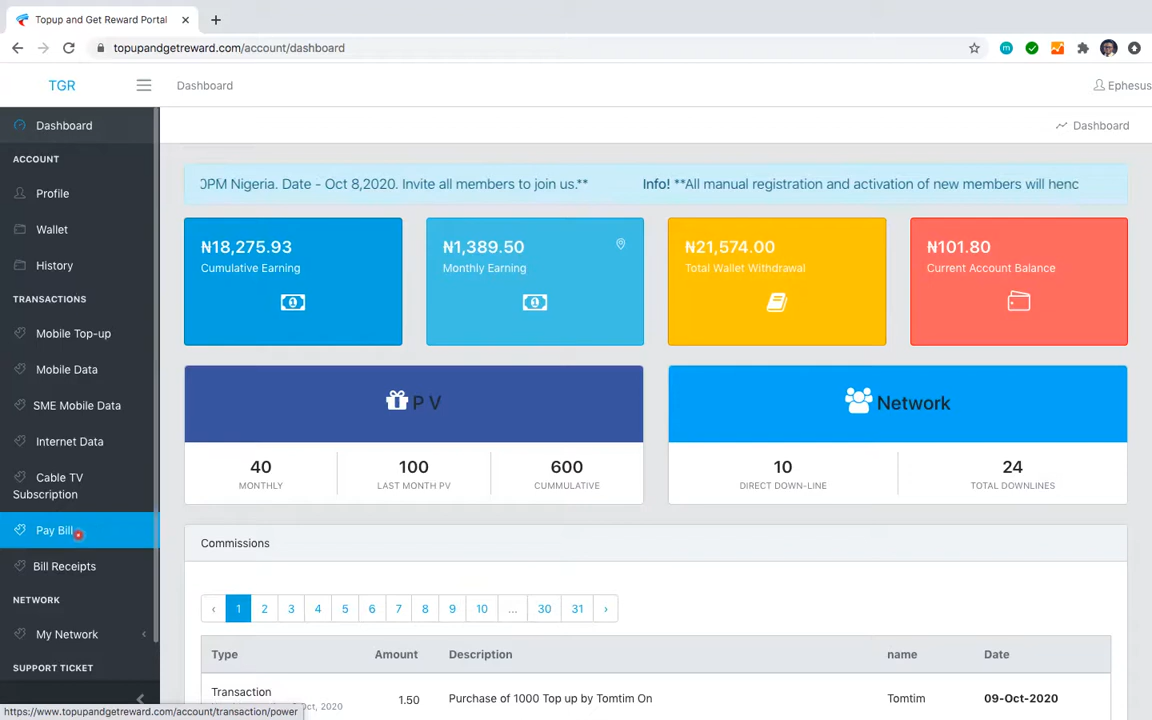 Topup and Get Reward Portal
topupandgetreward.com/account/dashboard
TGR
Dashboard
Ephesus
Dashboard
Dashboard
ACCOUNT
Profile
Wallet
History
TRANSACTIONS
Mobile Top-up
Mobile Data
SME Mobile Data
Internet Data
Cable TV
Subscription
Pay Bill
Bill Receipts
NETWORK
My Network
SUPPORT TICKET
0PM Nigeria. Date - Oct 8,2020. Invite all members to join us.** Info! **All manual registration and activation of new members will henc
₦18,275.93
Cumulative Earning
₦1,389.50
Monthly Earning
₦21,574.00
Total Wallet Withdrawal
₦101.80
Current Account Balance
P V
40
MONTHLY
100
LAST MONTH PV
600
CUMMULATIVE
Network
10
DIRECT DOWN-LINE
24
TOTAL DOWNLINES
Commissions
‹ 1 2 3 4 5 6 7 8 9 10 ... 30 31 ›
Type Amount Description name Date
Transaction 1.50 Purchase of 1000 Top up by Tomtim On Tomtim 09-Oct-2020
Oct, 2020
https://www.topupandgetreward.com/account/transaction/power